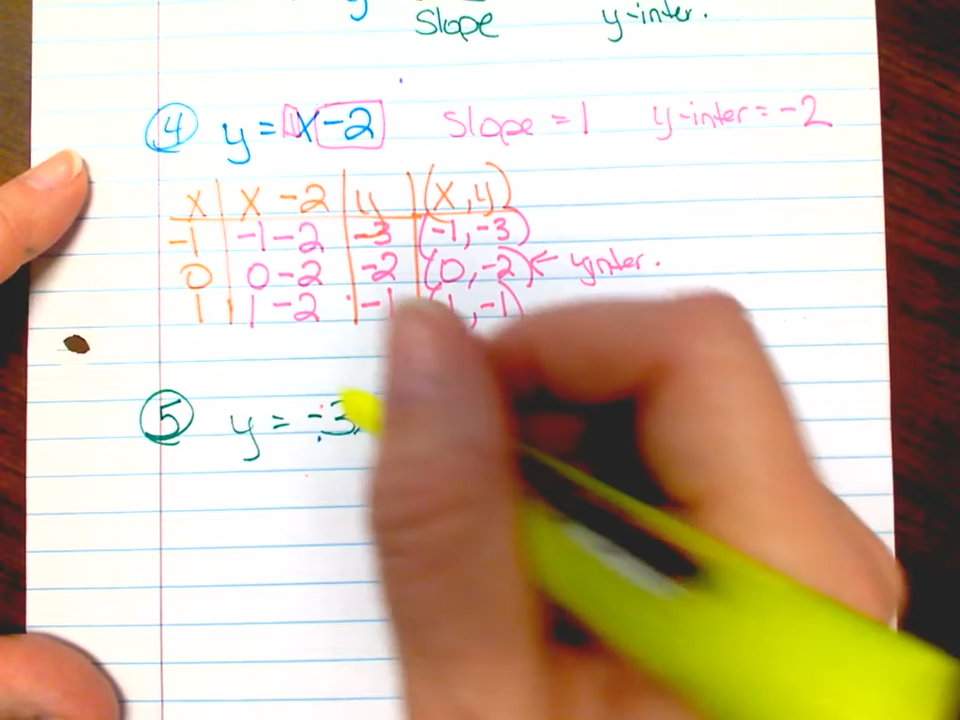 y
Slope y-inter.
4 y = 1x - 2 Slope = 1 y-inter = -2
x x - 2 y (x, y)
-1 -1 - 2 -3 (-1, -3)
0 0 - 2 -2 (0, -2) ← y-inter.
1 1 - 2 -1 , -1)
5 y = -3